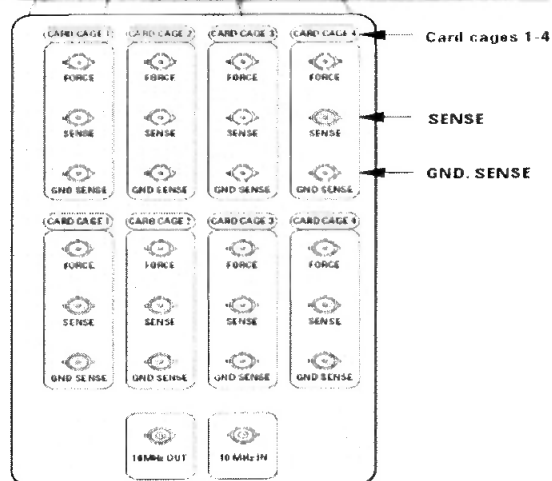 CARD CAGE 1 CARD CAGE 2 CARD CAGE 3 CARD CAGE 4 Card cages 1-4
FORCE FORCE FORCE FORCE
SENSE SENSE SENSE SENSE SENSE
GND SENSE GND SENSE GND SENSE GND SENSE GND. SENSE
CARD CAGE 1 CARD CAGE 2 CARD CAGE 3 CARD CAGE 4
FORCE FORCE FORCE FORCE
SENSE SENSE SENSE SENSE
GND SENSE GND SENSE GND SENSE GND SENSE
10 MHz OUT 10 MHz IN